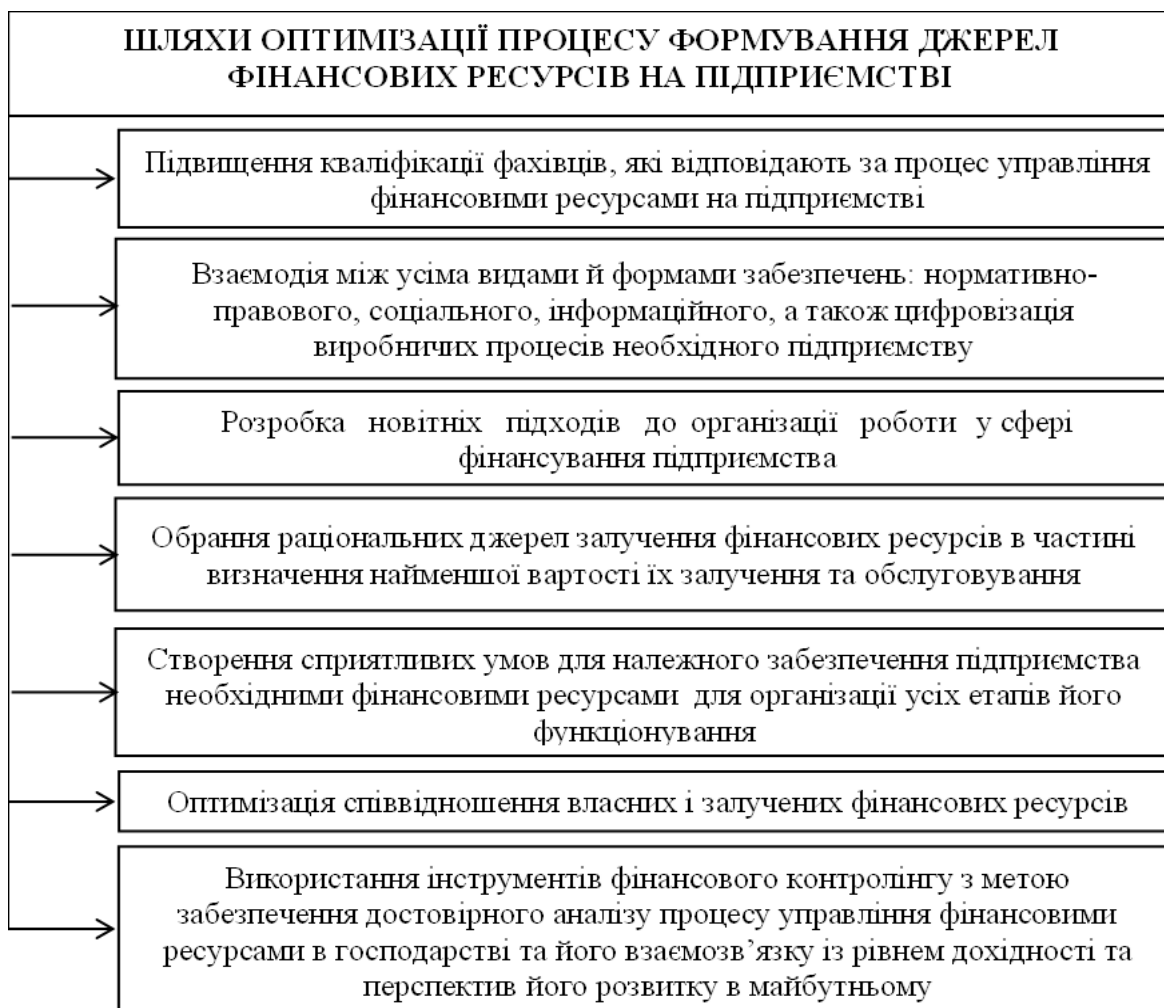 ШЛЯХИ ОПТИМІЗАЦІЇ ПРОЦЕСУ ФОРМУВАННЯ ДЖЕРЕЛ
ФІНАНСОВИХ РЕСУРСІВ НА ПІДПРИЄМСТВІ
Підвищення кваліфікації фахівців, які відповідають за процес управління
фінансовими ресурсами на підприємстві
Взаємодія між усіма видами й формами забезпечень: нормативно-
правового, соціального, інформаційного, а також цифровізація
виробничих процесів необхідного підприємству
Розробка новітніх підходів до організації роботи у сфері
фінансування підприємства
Обрання раціональних джерел залучення фінансових ресурсів в частині
визначення найменшої вартості їх залучення та обслуговування
Створення сприятливих умов для належного забезпечення підприємства
необхідними фінансовими ресурсами для організації усіх етапів його
функціонування
Оптимізація співвідношення власних і залучених фінансових ресурсів
Використання інструментів фінансового контролінгу з метою
забезпечення достовірного аналізу процесу управління фінансовими
ресурсами в господарстві та його взаємозв’язку із рівнем дохідності та
перспектив його розвитку в майбутньому